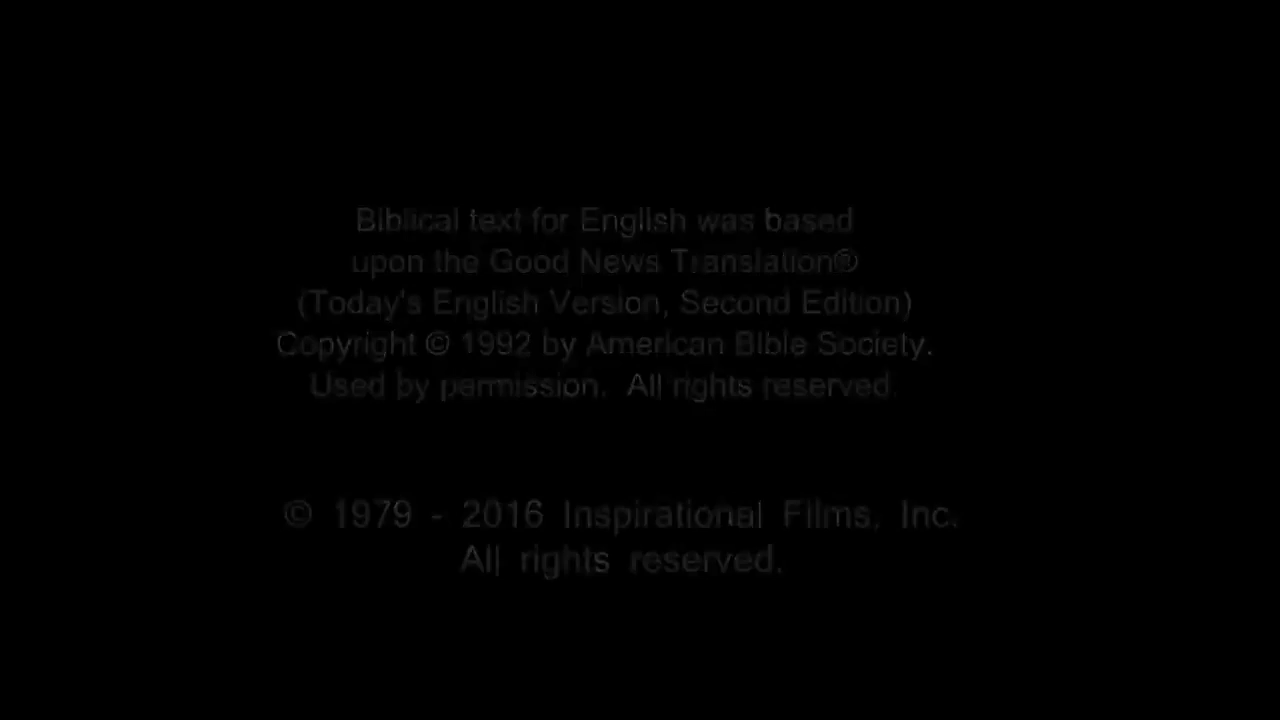 Biblical text for English was based
upon the Good News Translation®
(Today's English Version, Second Edition)
Copyright © 1992 by American Bible Society.
Used by permission. All rights reserved.
© 1979 - 2016 Inspirational Films, Inc.
All rights reserved.